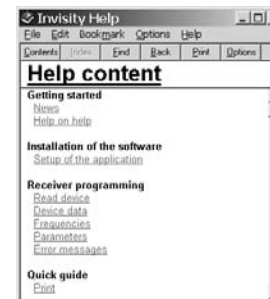 Invisity Help
File Edit Bookmark Options Help
Contents Index Find Back Print Options
Help content
Getting started
News
Help on help
Installation of the software
Setup of the application
Receiver programming
Read device
Device data
Frequencies
Parameters
Error messages
Quick guide
Print